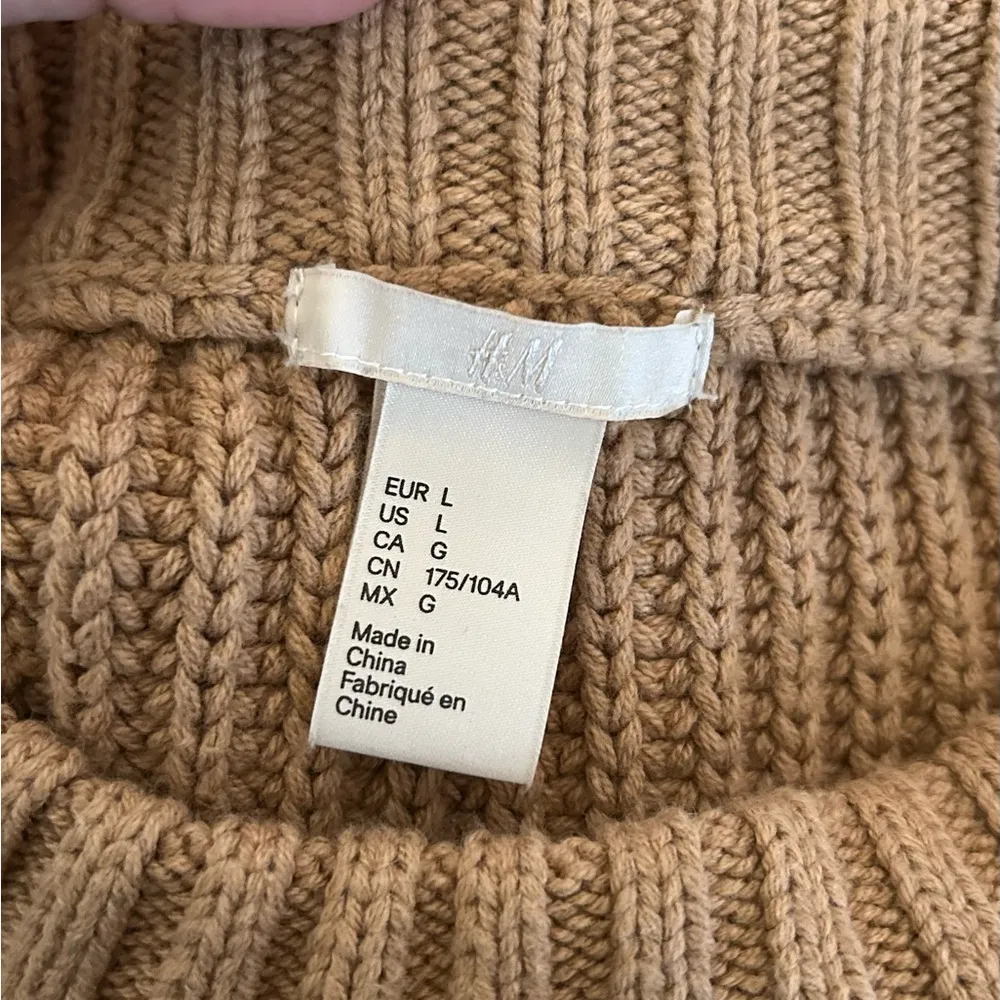 H&M
EUR L
US L
CA G
CN 175/104A
MX G
Made in
China
Fabriqué en
Chine